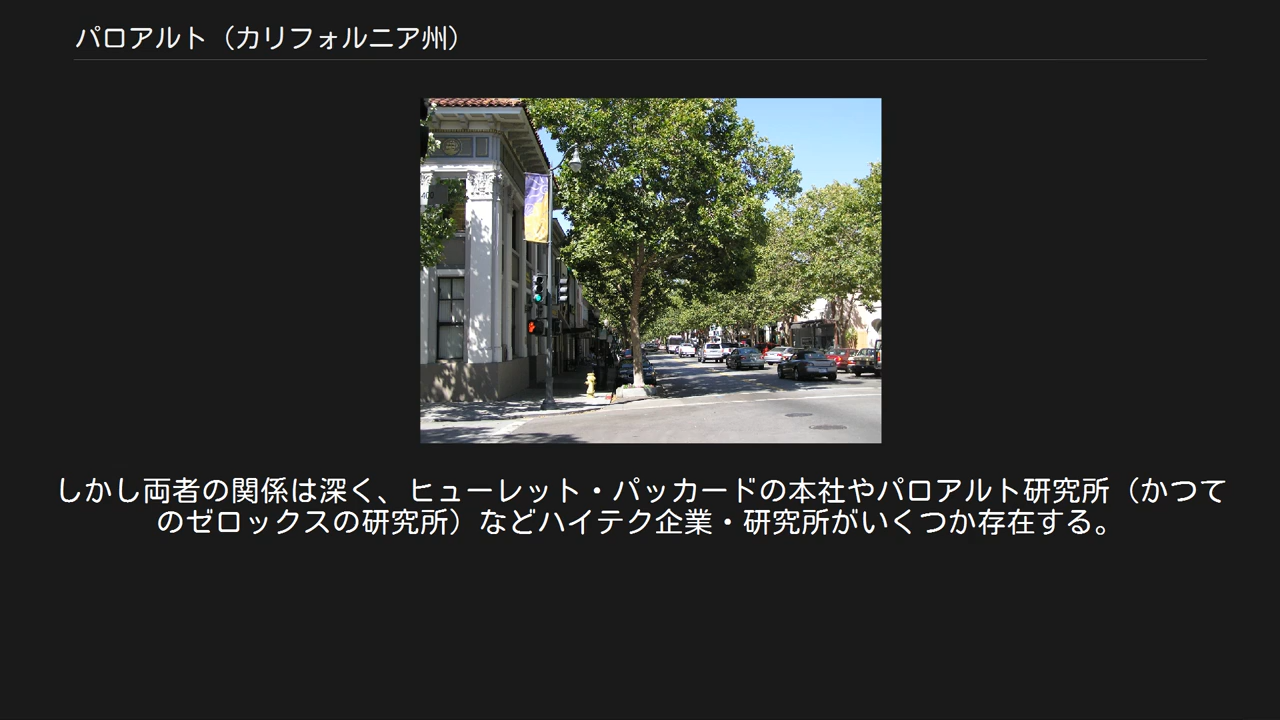 パロアルト（カリフォルニア州）
しかし両者の関係は深く、ヒューレット・パッカードの本社やパロアルト研究所（かつて
のゼロックスの研究所）などハイテク企業・研究所がいくつか存在する。